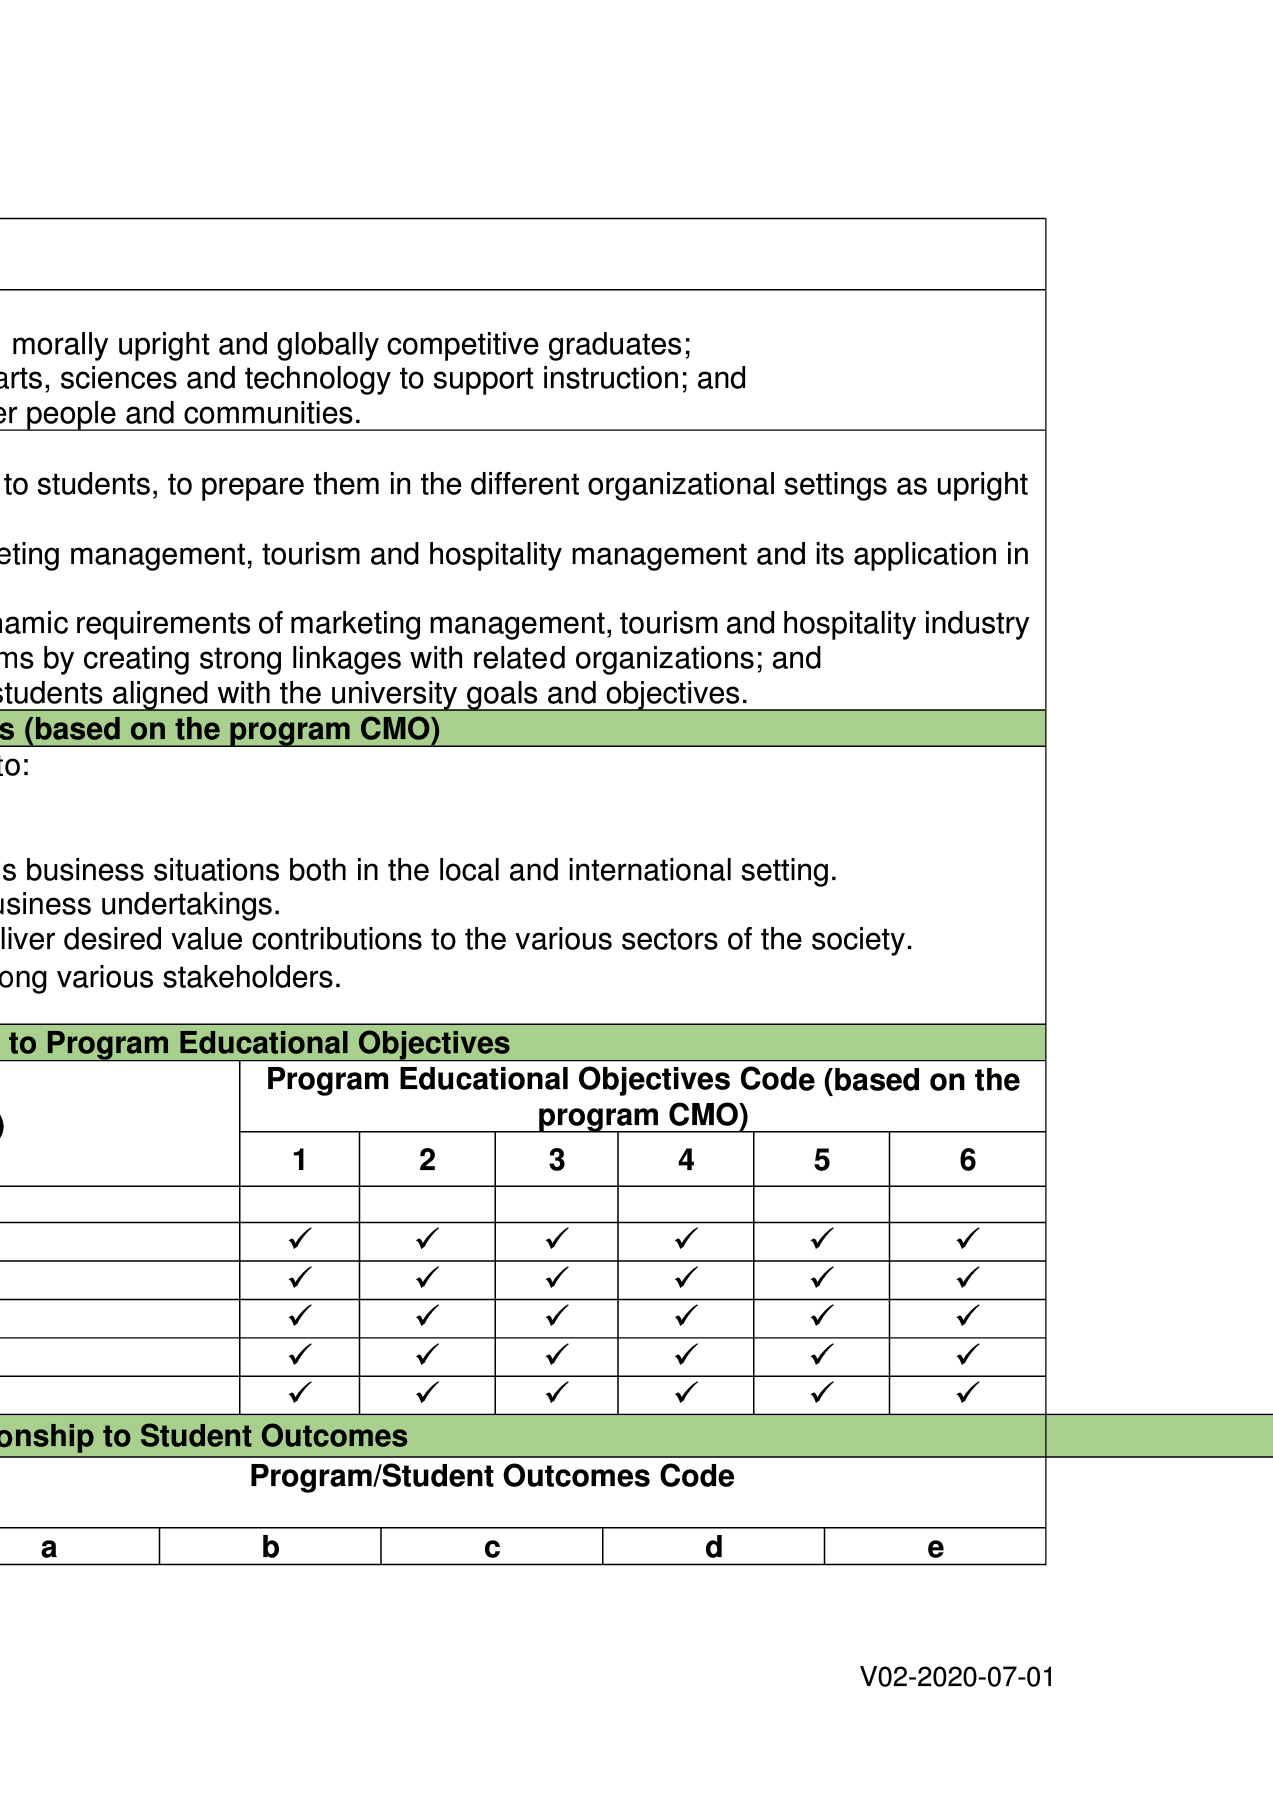 morally upright and globally competitive graduates;
arts, sciences and technology to support instruction; and
er people and communities.
to students, to prepare them in the different organizational settings as upright
eting management, tourism and hospitality management and its application in
namic requirements of marketing management, tourism and hospitality industry
ms by creating strong linkages with related organizations; and
students aligned with the university goals and objectives.
s (based on the program CMO)
to:
s business situations both in the local and international setting.
usiness undertakings.
liver desired value contributions to the various sectors of the society.
ong various stakeholders.
to Program Educational Objectives
Program Educational Objectives Code (based on the
program CMO)
)
1 2 3 4 5 6
✓ ✓ ✓ ✓ ✓ ✓
✓ ✓ ✓ ✓ ✓ ✓
✓ ✓ ✓ ✓ ✓ ✓
✓ ✓ ✓ ✓ ✓ ✓
✓ ✓ ✓ ✓ ✓ ✓
onship to Student Outcomes
Program/Student Outcomes Code
a b c d e
V02-2020-07-01